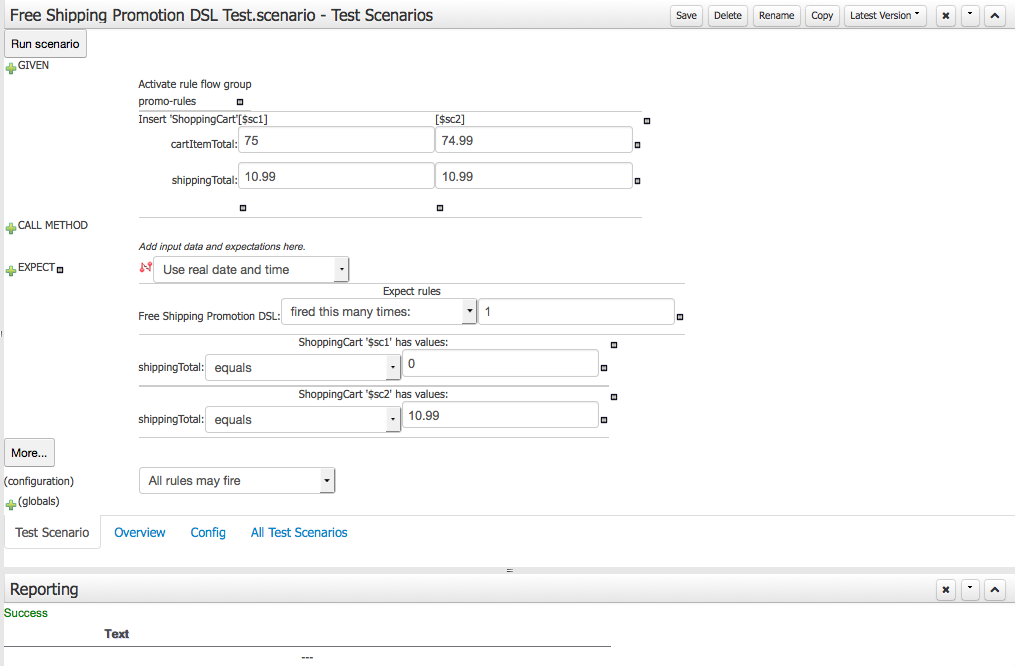 Free Shipping Promotion DSL Test.scenario - Test Scenarios Save Delete Rename Copy Latest Version
Run scenario
GIVEN
Activate rule flow group
promo-rules
Insert 'ShoppingCart'[$sc1] [$sc2]
cartItemTotal: 75 74.99
shippingTotal: 10.99 10.99
CALL METHOD
Add input data and expectations here.
EXPECT Use real date and time
Expect rules
Free Shipping Promotion DSL: fired this many times: 1
ShoppingCart '$sc1' has values:
shippingTotal: equals 0
ShoppingCart '$sc2' has values:
shippingTotal: equals 10.99
More...
(configuration) All rules may fire
(globals)
Test Scenario Overview Config All Test Scenarios
Reporting
Success
Text
---